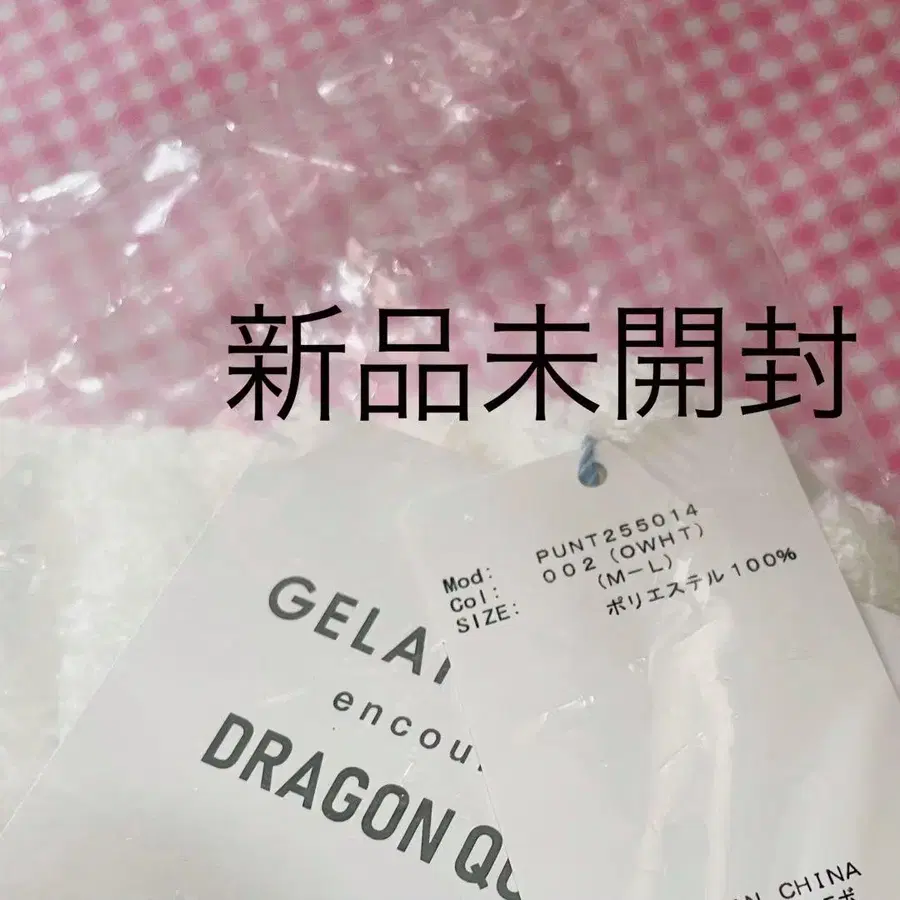 新品未開封
GELA
encou
DRAGON QU
Mod: PUNT255014
Col: 002 (OWHT)
SIZE: (M-L)
ポリエステル100%
CHINA